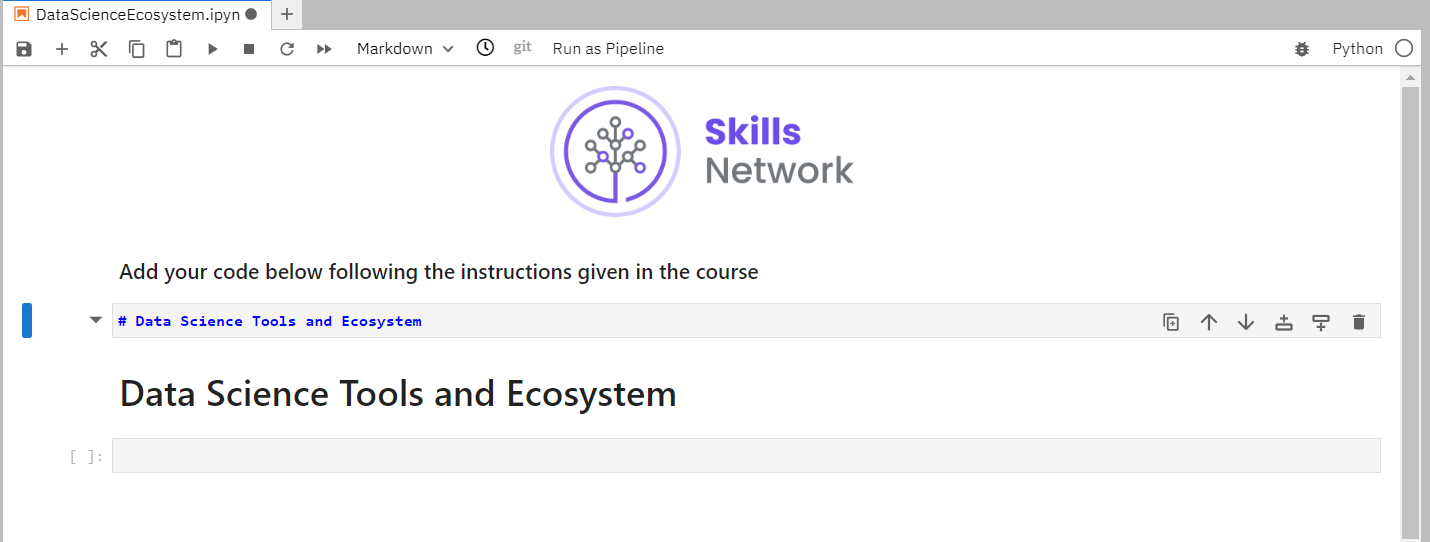 DataScienceEcosystem.ipyn
Markdown git Run as Pipeline Python
Skills
Network
Add your code below following the instructions given in the course
# Data Science Tools and Ecosystem
Data Science Tools and Ecosystem
[ ]: